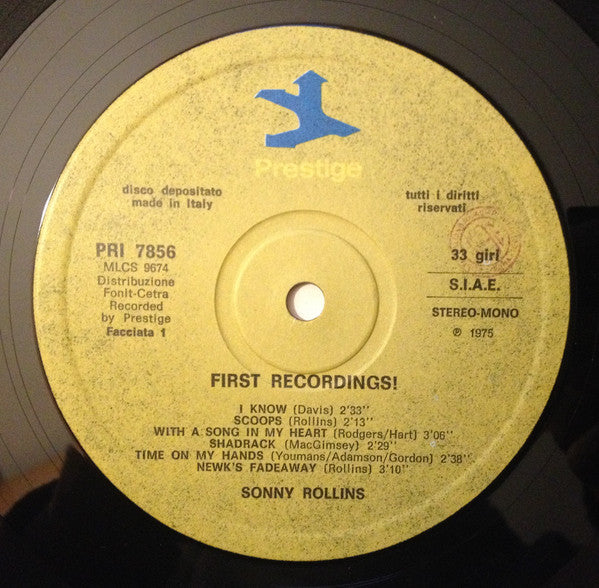 Prestige
disco depositato
made in Italy
tutti i diritti
riservati
PRI 7856
MLCS 9674
Distribuzione
Fonit-Cetra
Recorded
by Prestige
Facciata 1
33 giri
S.I.A.E.
STEREO-MONO
℗ 1975
FIRST RECORDINGS!
I KNOW (Davis) 2'33''
SCOOPS (Rollins) 2'13''
WITH A SONG IN MY HEART (Rodgers/Hart) 3'06''
SHADRACK (MacGimsey) 2'29''
TIME ON MY HANDS (Youmans/Adamson/Gordon) 2'38''
NEWK'S FADEAWAY (Rollins) 3'10''
SONNY ROLLINS